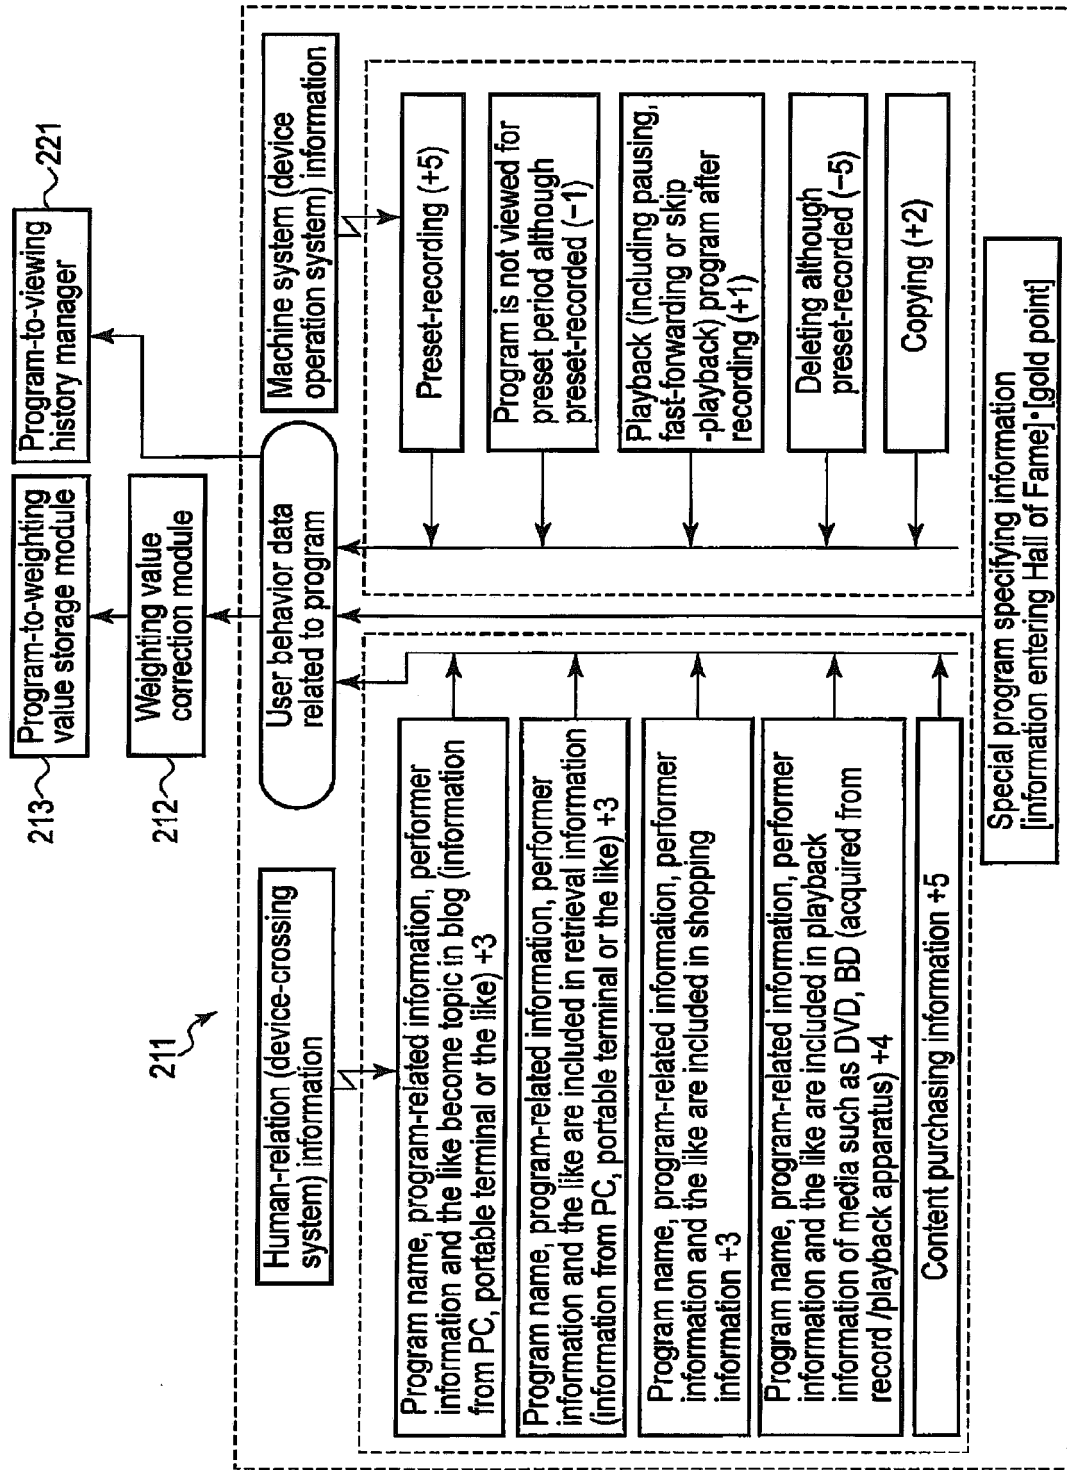 211
213
Program-to-weighting
value storage module
Program-to-viewing
history manager
221
212
Weighting value
correction module
Human-relation (device-crossing
system) information
User behavior data
related to program
Machine system (device
operation system) information
Program name, program-related information, performer
information and the like become topic in blog (information
from PC, portable terminal or the like) +3
Program name, program-related information, performer
information and the like are included in retrieval information
(information from PC, portable terminal or the like) +3
Program name, program-related information, performer
information and the like are included in shopping
information +3
Program name, program-related information, performer
information and the like are included in playback
information of media such as DVD, BD (acquired from
record /playback apparatus) +4
Content purchasing information +5
Preset-recording (+5)
Program is not viewed for
preset period although
preset-recorded (−1)
Playback (including pausing,
fast-forwarding or skip
-playback) program after
recording (+1)
Deleting although
preset-recorded (−5)
Copying (+2)
Special program specifying information
[information entering Hall of Fame]·[gold point]